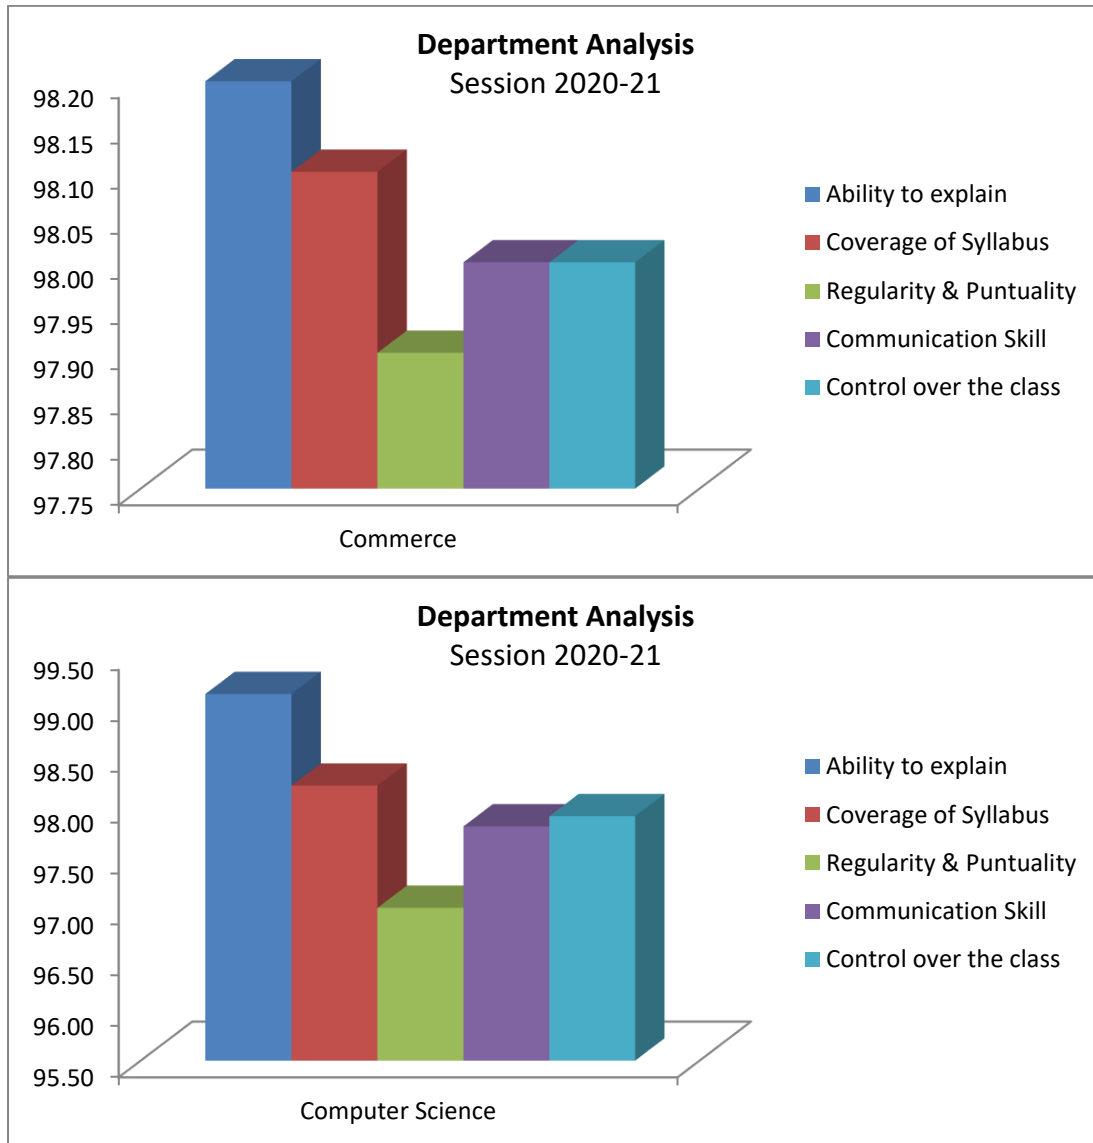 Department Analysis
Session 2020-21
98.20
98.15
98.10
98.05
98.00
97.95
97.90
97.85
97.80
97.75
Commerce
Ability to explain
Coverage of Syllabus
Regularity & Puntuality
Communication Skill
Control over the class
Department Analysis
Session 2020-21
99.50
99.00
98.50
98.00
97.50
97.00
96.50
96.00
95.50
Computer Science
Ability to explain
Coverage of Syllabus
Regularity & Puntuality
Communication Skill
Control over the class